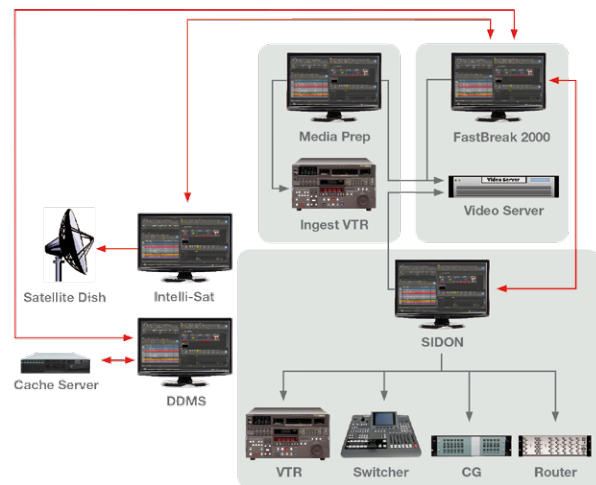 Media Prep
FastBreak 2000
Video Server
Ingest VTR
Video Server
Satellite Dish
Intelli-Sat
SIDON
Cache Server
DDMS
VTR
Switcher
CG
Router